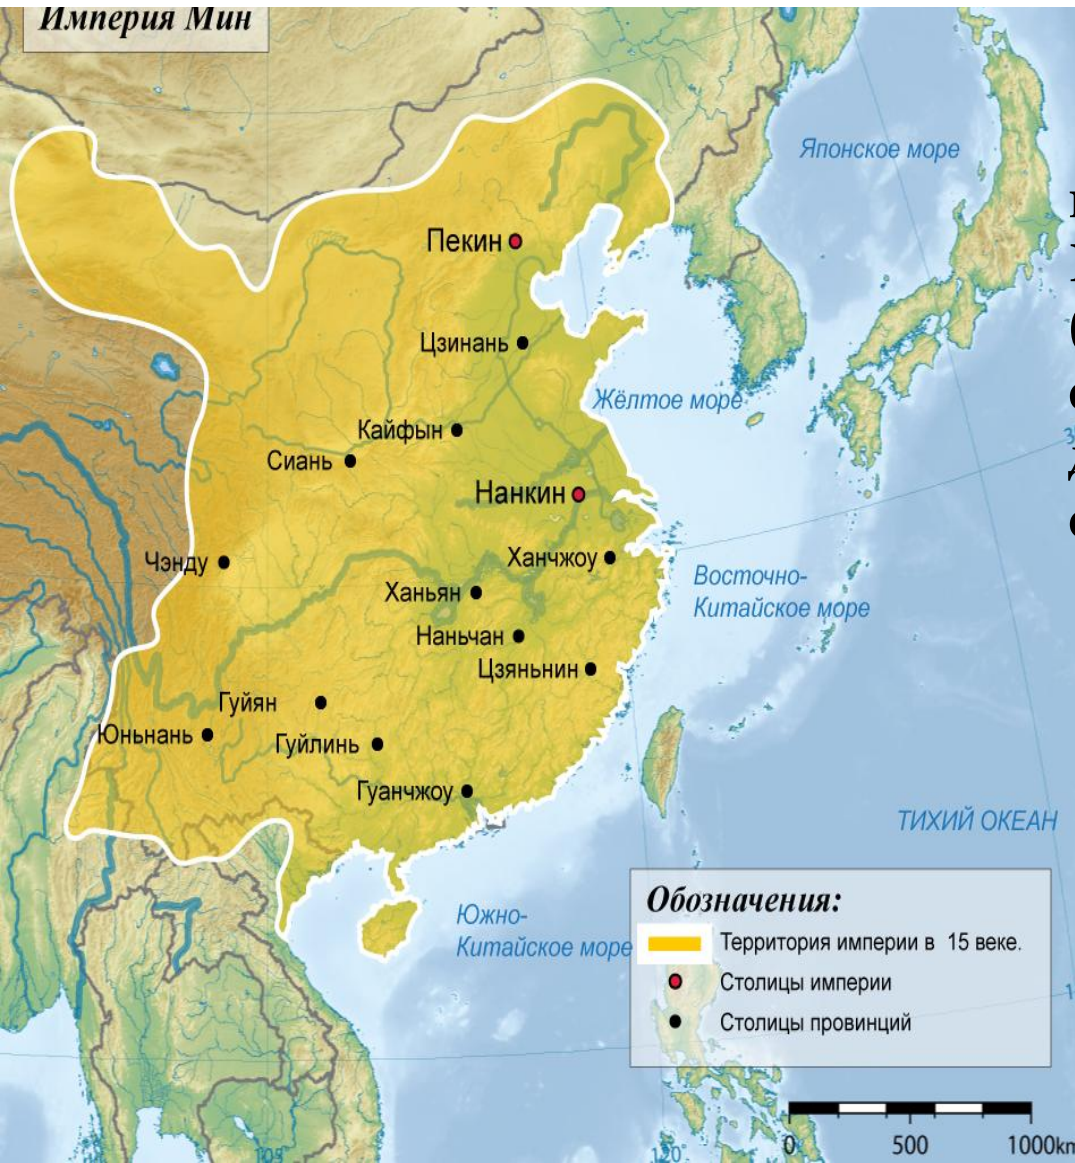 Империя Мин
Японское море
Пекин
Цзинань
Жёлтое море
Кайфын
Сиань
Нанкин
Чэнду
Ханчжоу
Восточно-
Китайское море
Ханьян
Наньчан
Цзяньнин
Гуйян
Юньнань
Гуйлинь
Гуанчжоу
ТИХИЙ ОКЕАН
Южно-
Китайское море
Обозначения:
Территория империи в 15 веке.
Столицы империи
Столицы провинций
0 500 1000km
105 120